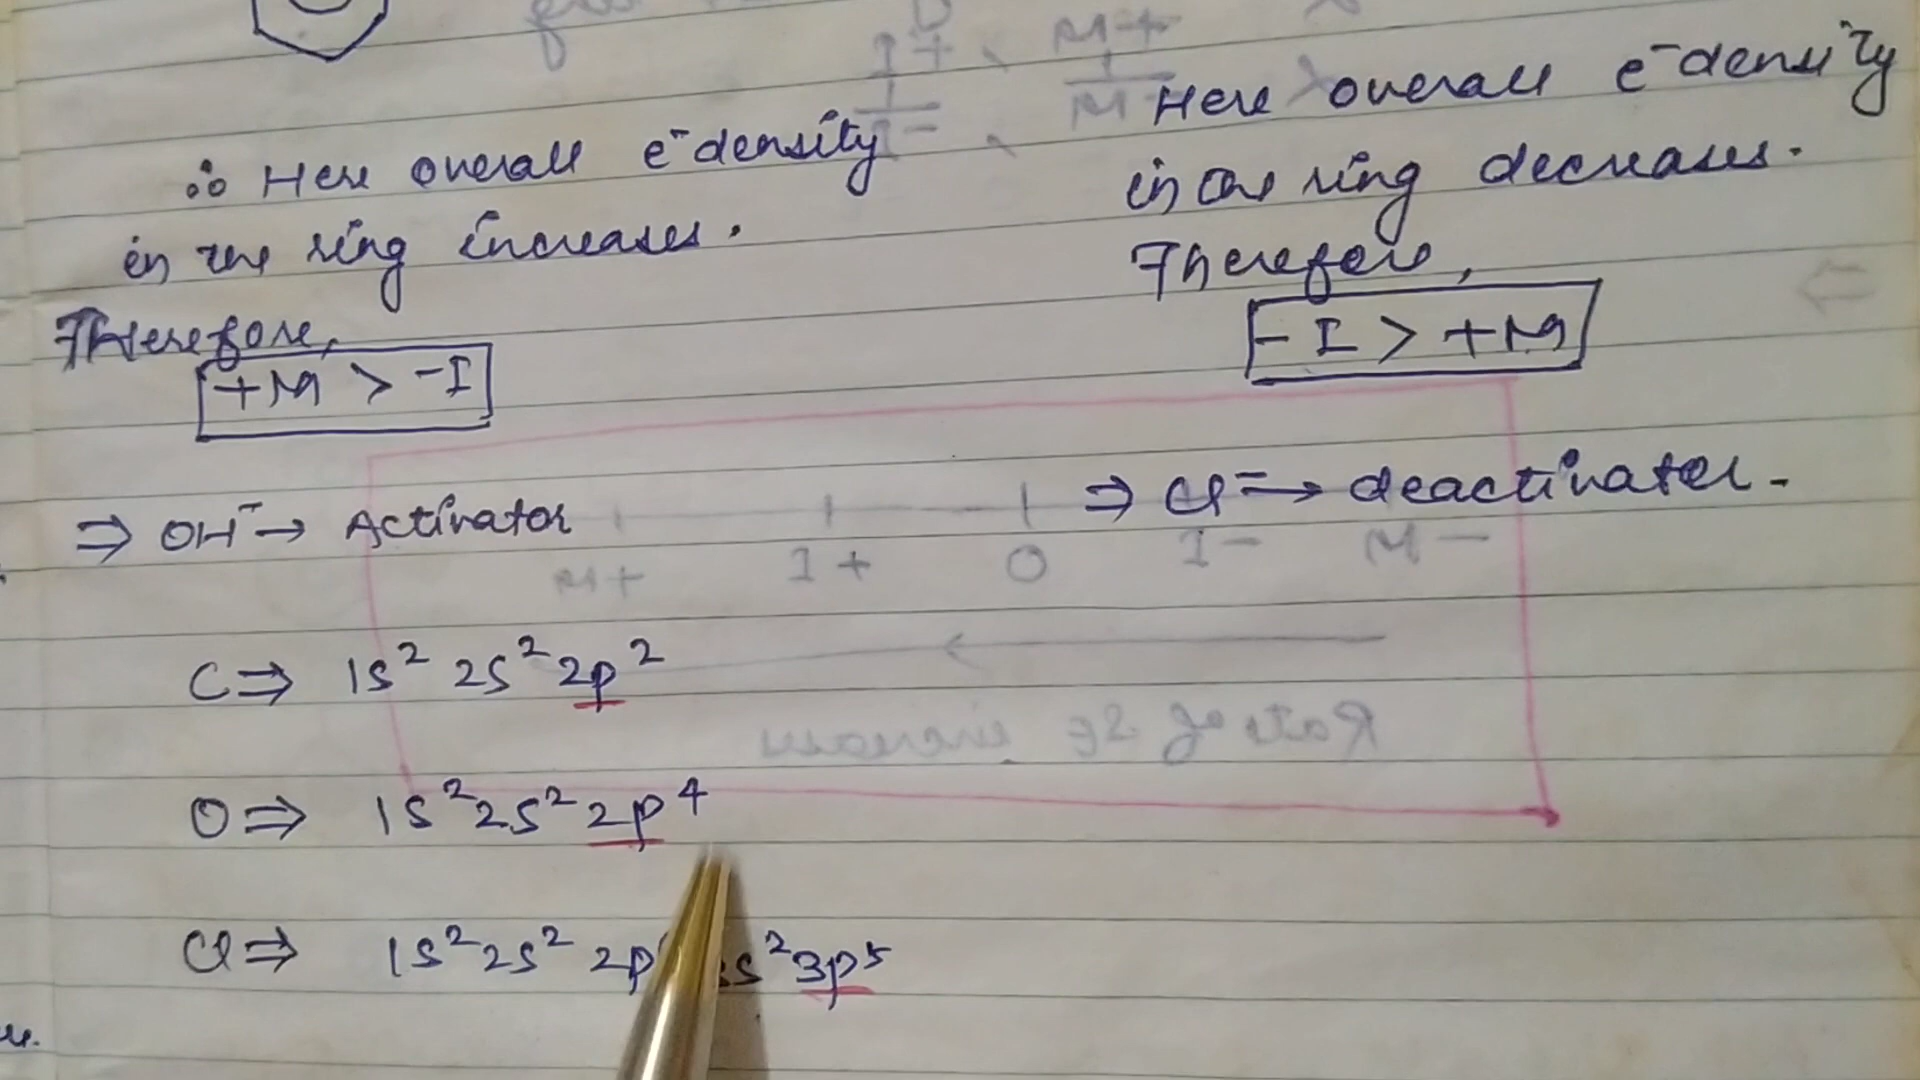 ∴ Here overall e⁻density
in the ring increases.
Therefore,
+M > -I
⇒ OH⁻ → Activator
Here overall e⁻density
in the ring decreases.
Therefore,
-I > +M
⇒ Cl⁻ → deactivator.
C ⇒ 1s² 2s² 2p²
O ⇒ 1s² 2s² 2p⁴
Cl ⇒ 1s² 2s² 2p s² 3p⁵